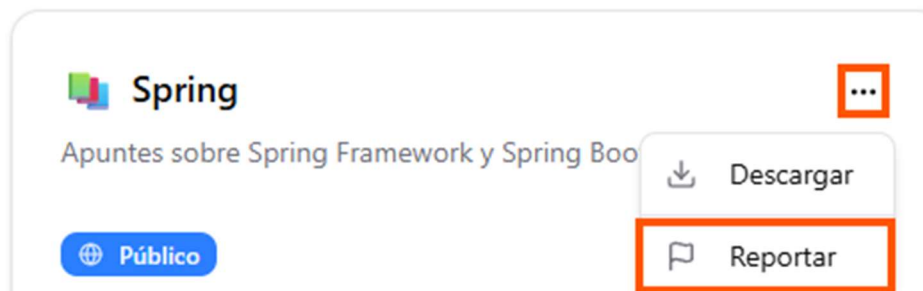 Spring
...
Apuntes sobre Spring Framework y Spring Boo
Descargar
Público
Reportar